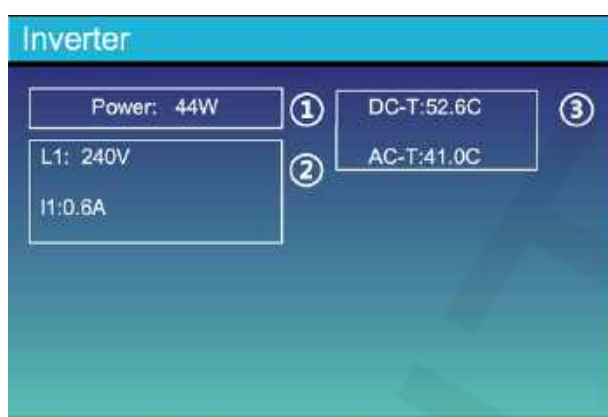 Inverter
Power: 44W
①
L1: 240V
I1:0.6A
②
DC-T:52.6C
AC-T:41.0C
③